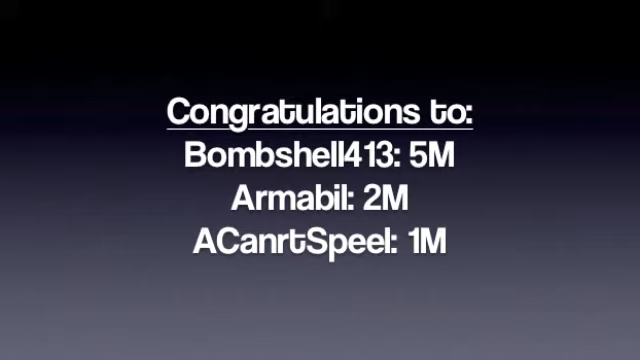 Congratulations to:
Bombshell413: 5M
Armabil: 2M
ACanrtSpeel: 1M